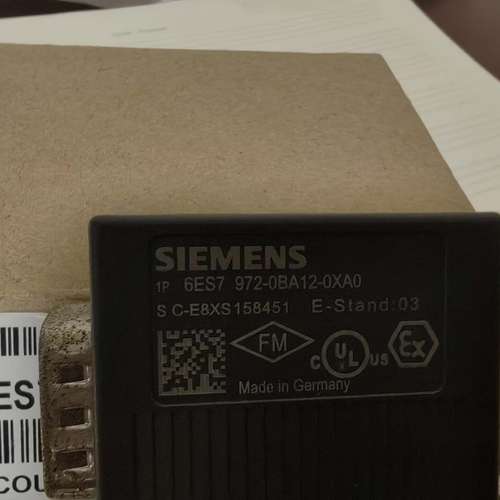 SIEMENS
1P 6ES7 972-0BA12-0XA0
S C-E8XS158451 E-Stand:03
FM
C UL US Ex
Made in Germany
ES
COU